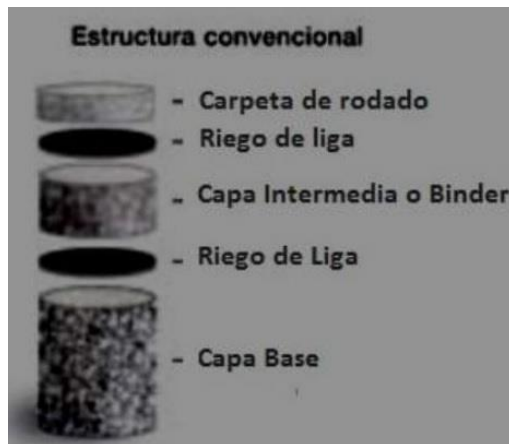 Estructura convencional
- Carpeta de rodado
- Riego de liga
- Capa Intermedia o Binder
- Riego de Liga
- Capa Base